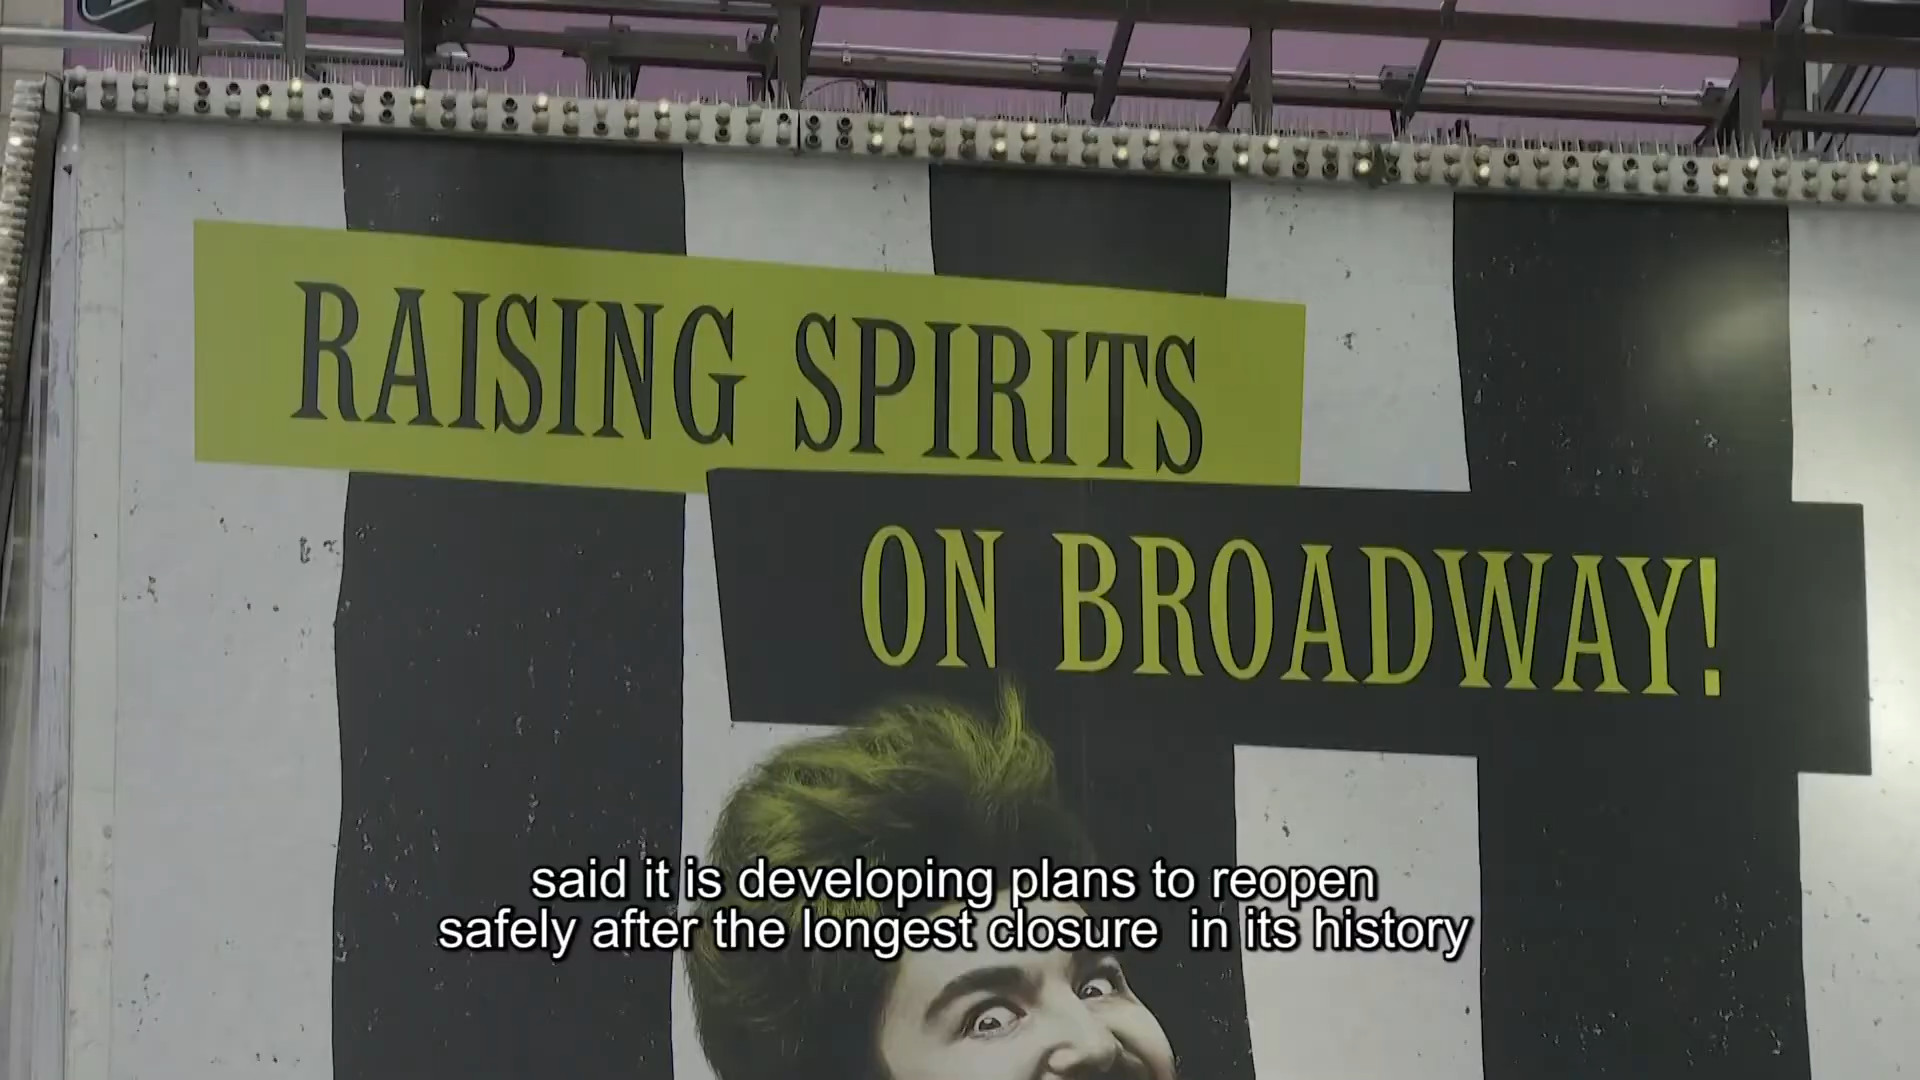 RAISING SPIRITS
ON BROADWAY!
said it is developing plans to reopen
safely after the longest closure  in its history